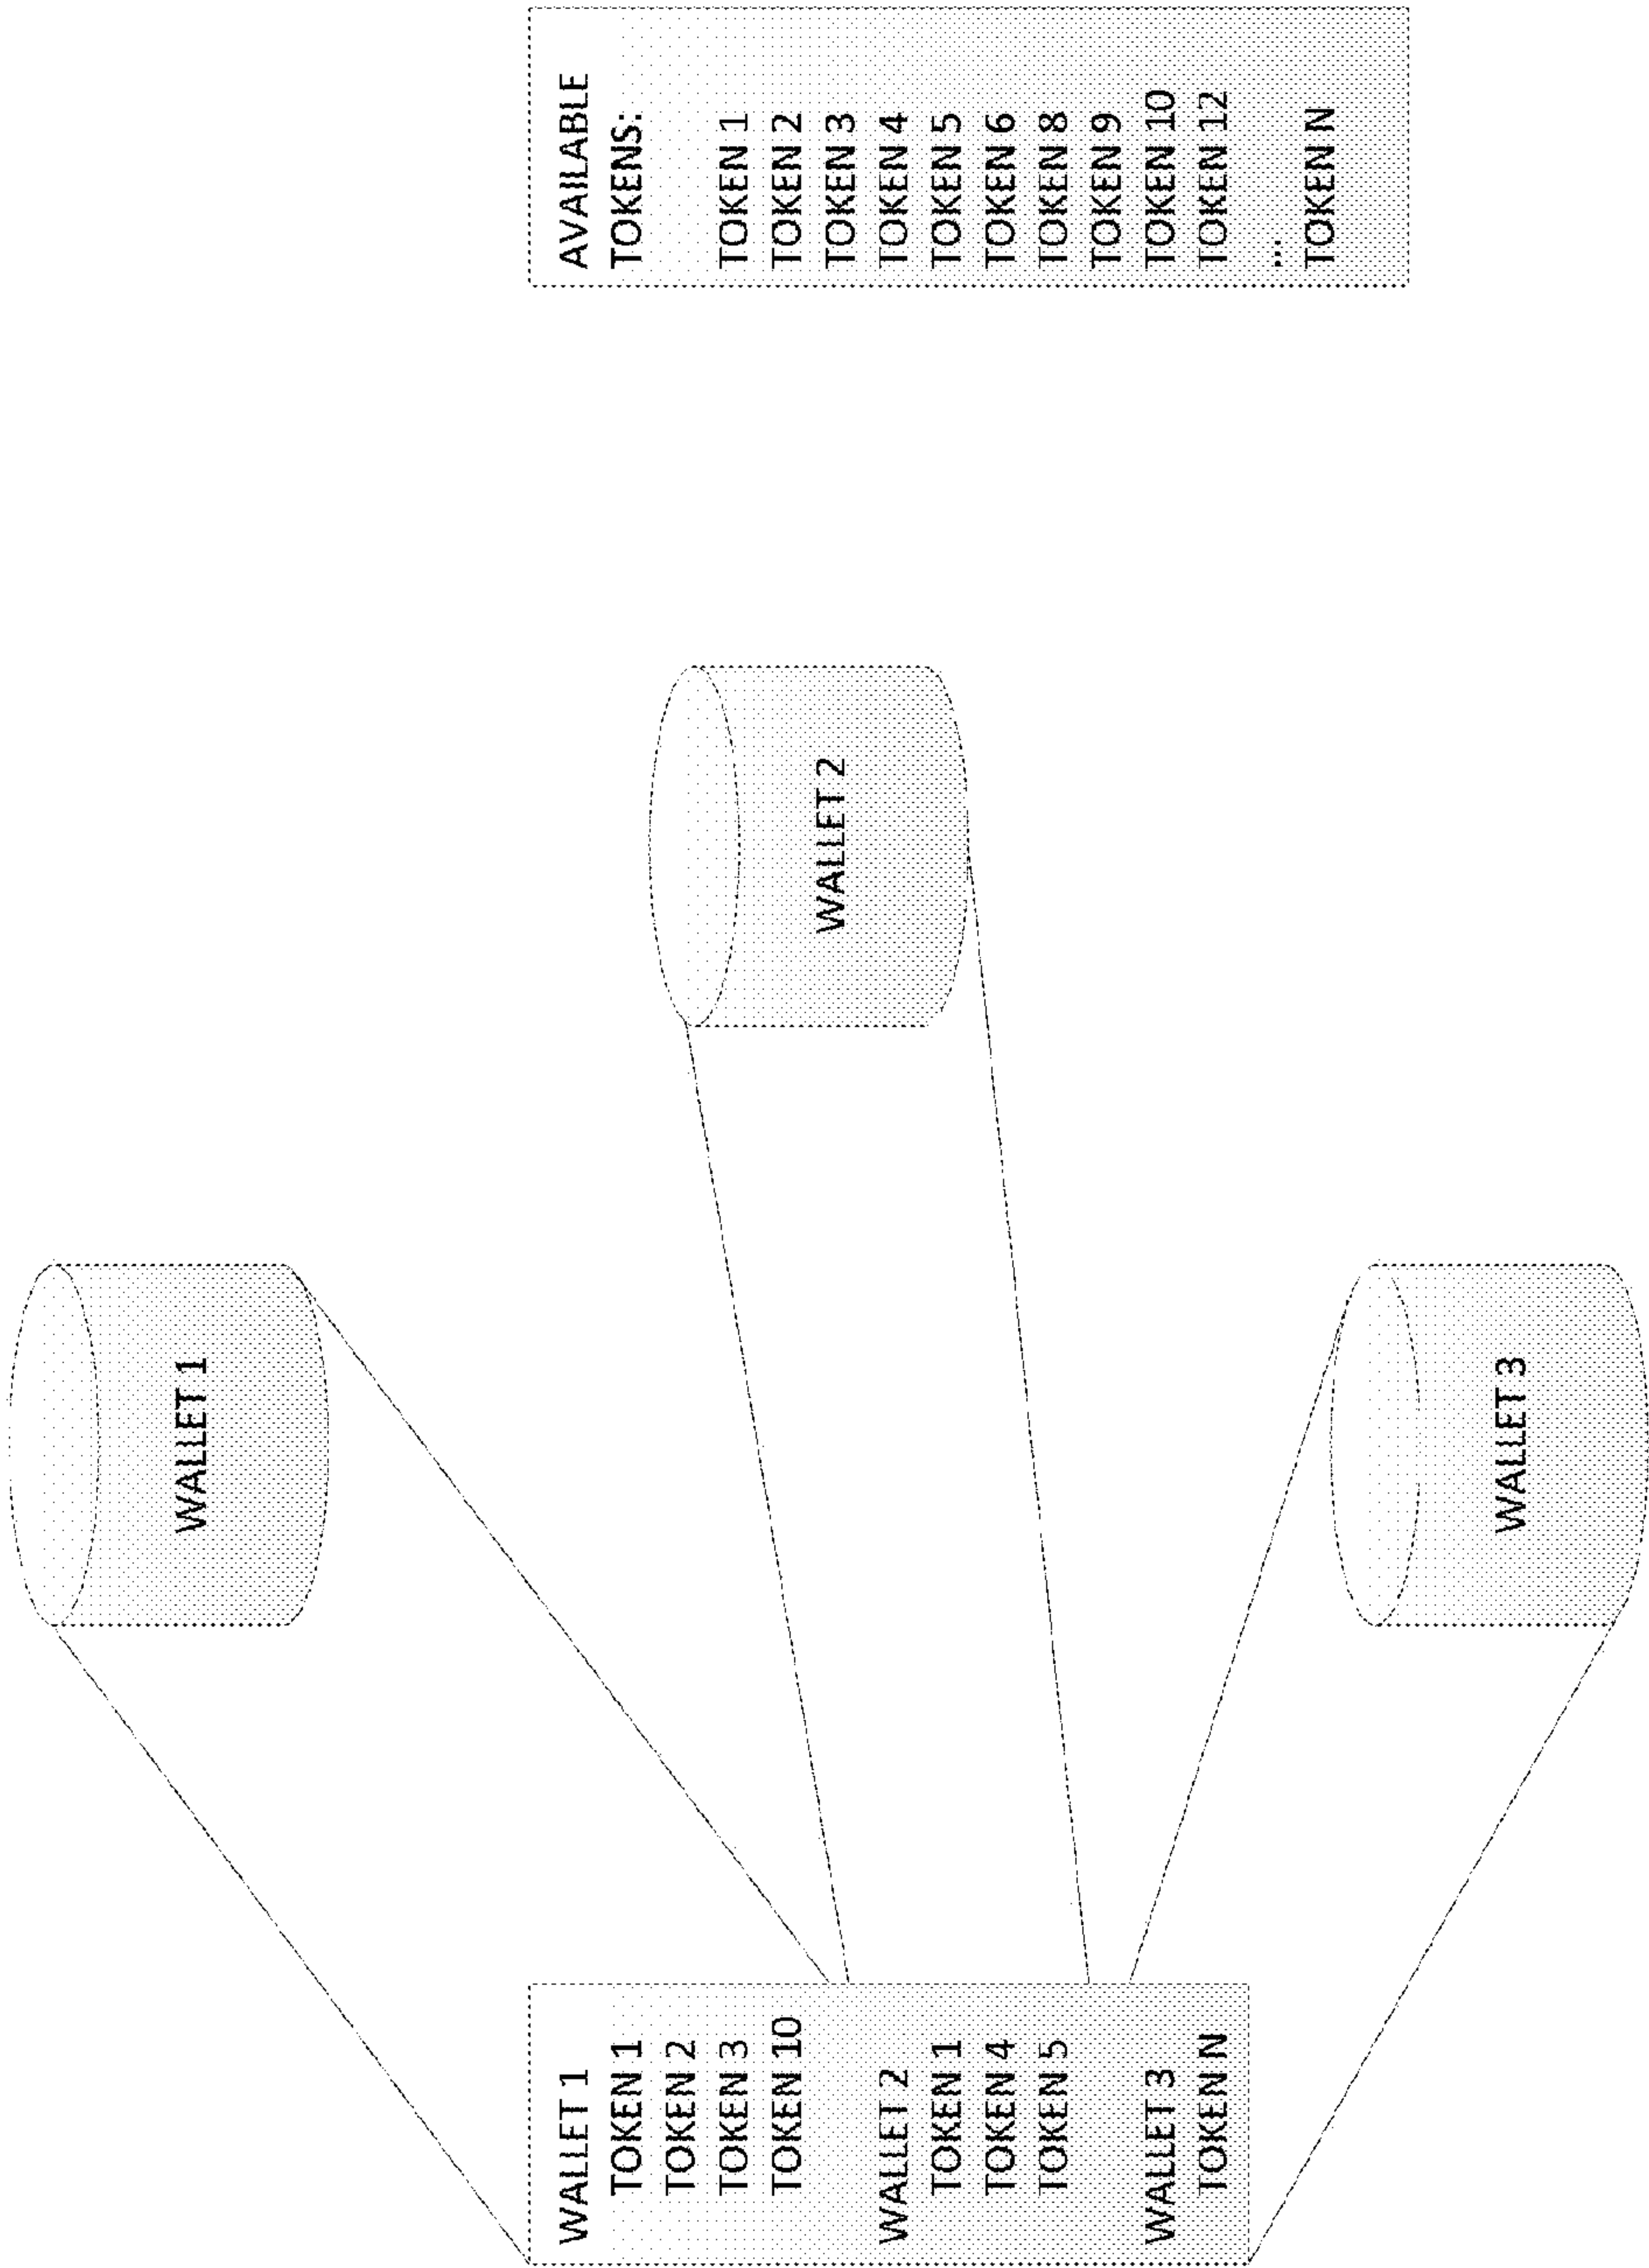 WALLET 1
TOKEN 1
TOKEN 2
TOKEN 3
TOKEN 10
WALLET 2
TOKEN 1
TOKEN 4
TOKEN 5
WALLET 3
TOKEN N
WALLET 1
WALLET 2
WALLET 3
AVAILABLE
TOKENS:
TOKEN 1
TOKEN 2
TOKEN 3
TOKEN 4
TOKEN 5
TOKEN 6
TOKEN 8
TOKEN 9
TOKEN 10
TOKEN 12
...
TOKEN N